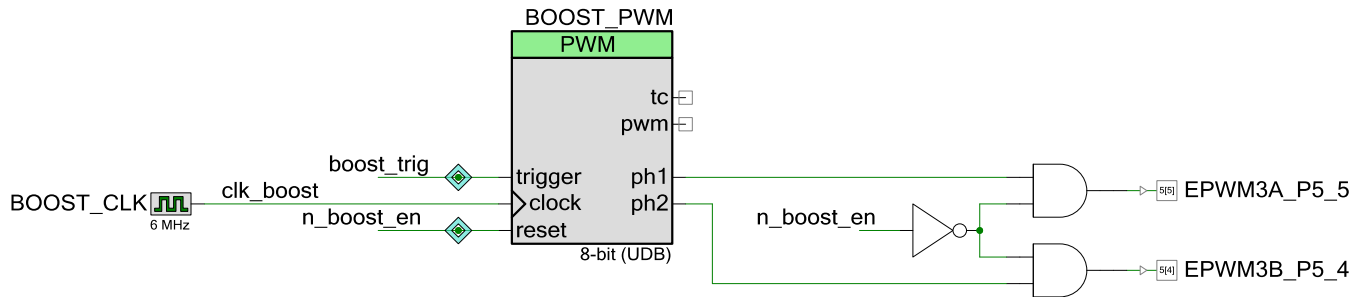 BOOST_PWM
PWM
tc
pwm
boost_trig
trigger
ph1
BOOST_CLK
6 MHz
clk_boost
clock
ph2
n_boost_en
reset
8-bit (UDB)
n_boost_en
5[5]
EPWM3A_P5_5
5[4]
EPWM3B_P5_4